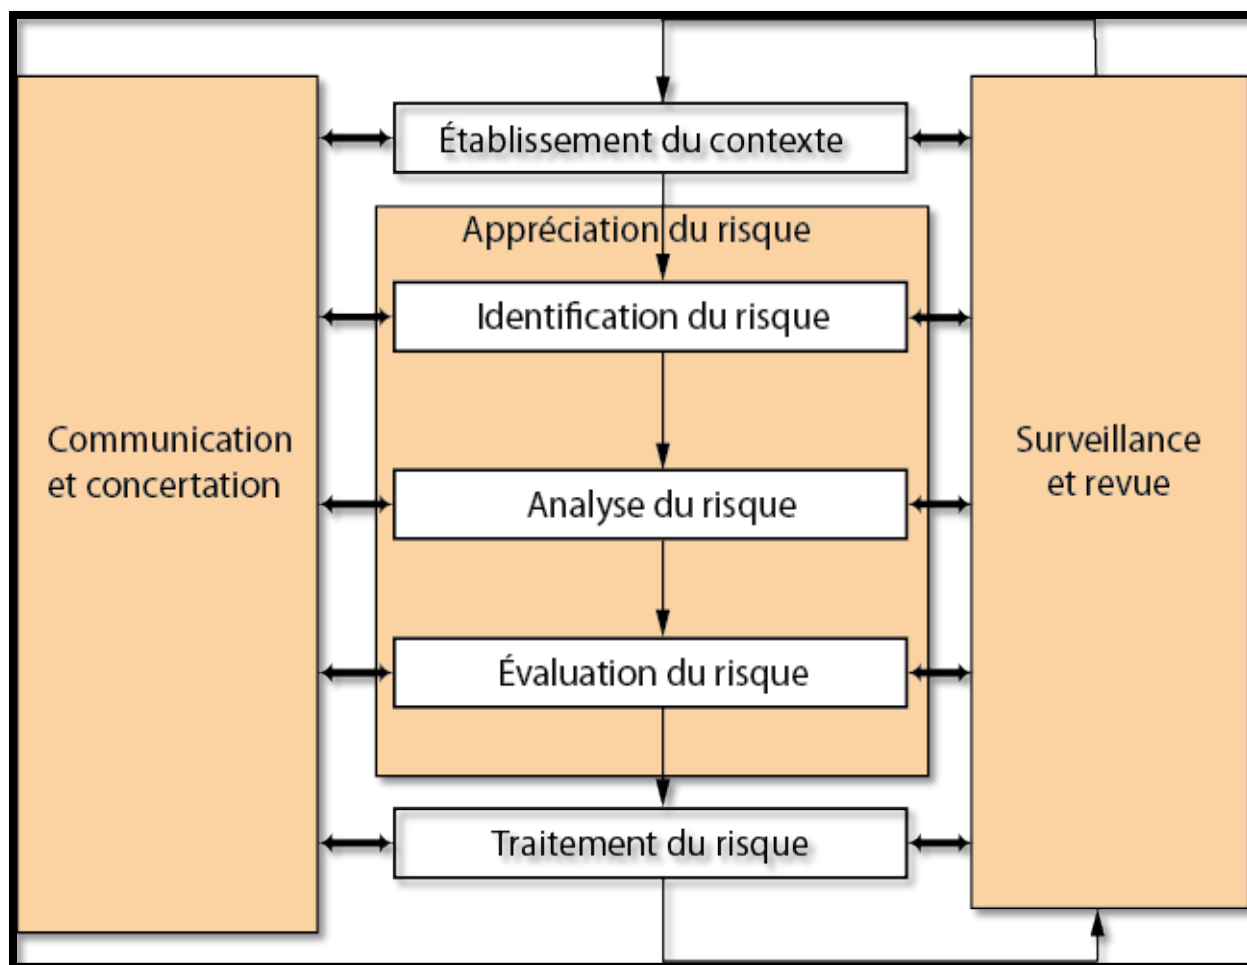 Établissement du contexte
Appréciation du risque
Identification du risque
Communication
et concertation
Surveillance
et revue
Analyse du risque
Évaluation du risque
Traitement du risque